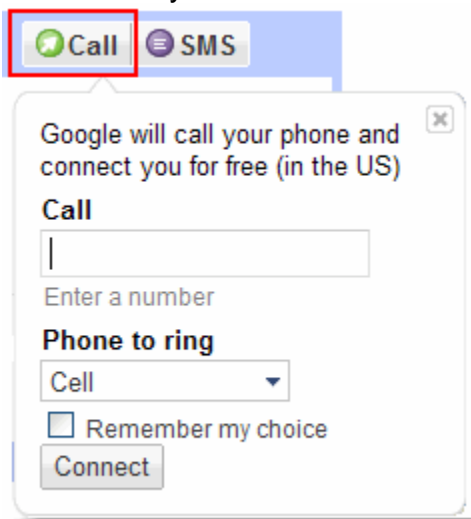 Call SMS
Google will call your phone and
connect you for free (in the US)
Call
Enter a number
Phone to ring
Cell
Remember my choice
Connect